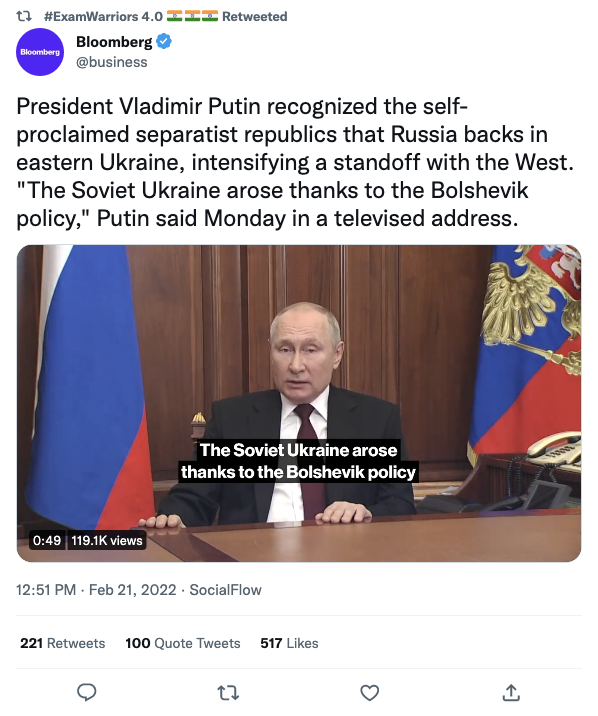 #ExamWarriors 4.0 🇮🇳🇮🇳🇮🇳 Retweeted
Bloomberg
Bloomberg
@business
President Vladimir Putin recognized the self-
proclaimed separatist republics that Russia backs in
eastern Ukraine, intensifying a standoff with the West.
"The Soviet Ukraine arose thanks to the Bolshevik
policy," Putin said Monday in a televised address.
The Soviet Ukraine arose
thanks to the Bolshevik policy
0:49 119.1K views
12:51 PM · Feb 21, 2022 · SocialFlow
221 Retweets 100 Quote Tweets 517 Likes